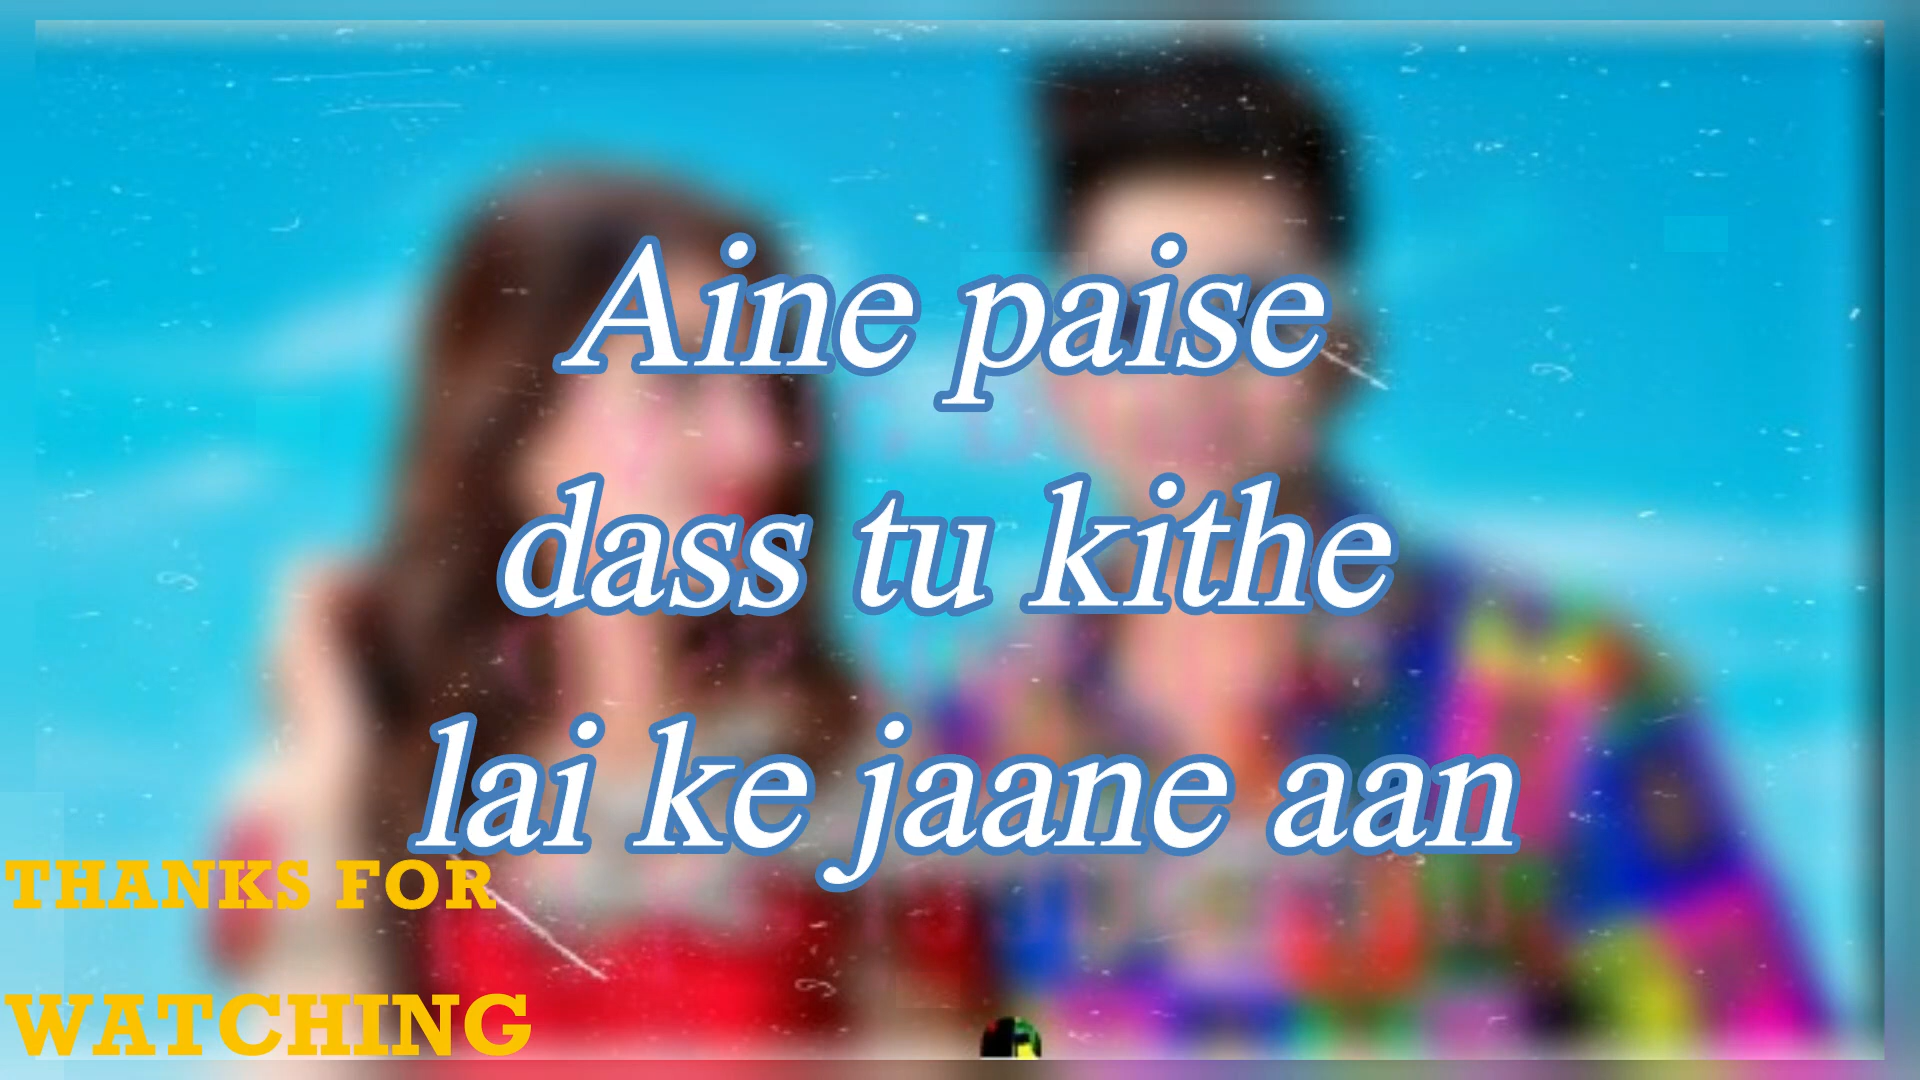 Aine paise
dass tu kithe
lai ke jaane aan
THANKS FOR
WATCHING